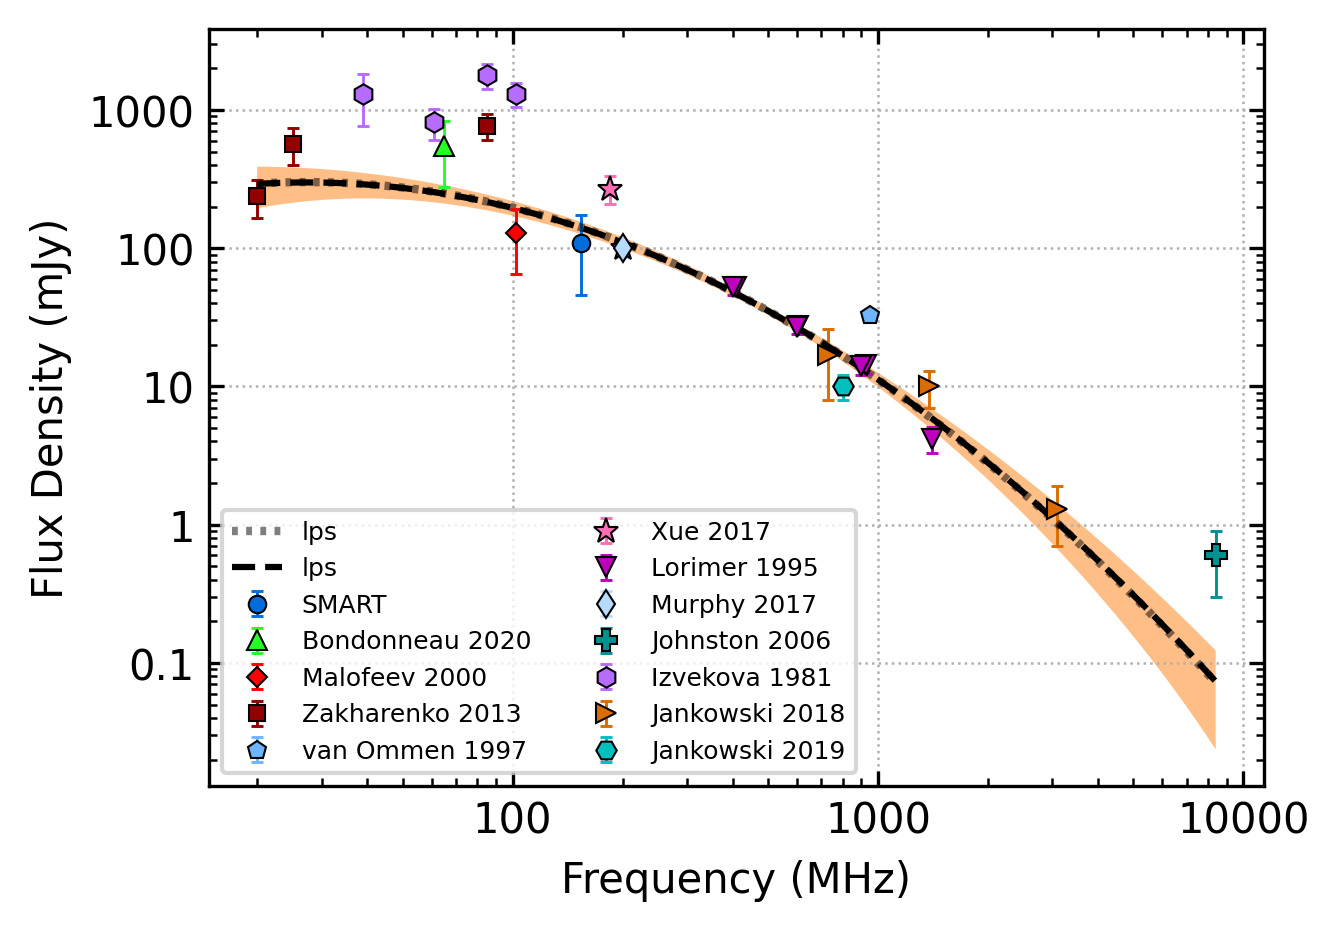 1000
100
10
1
0.1
Flux Density (mJy)
lps
lps
SMART
Bondonneau 2020
Malofeev 2000
Zakharenko 2013
van Ommen 1997
Xue 2017
Lorimer 1995
Murphy 2017
Johnston 2006
Izvekova 1981
Jankowski 2018
Jankowski 2019
100
1000
10000
Frequency (MHz)